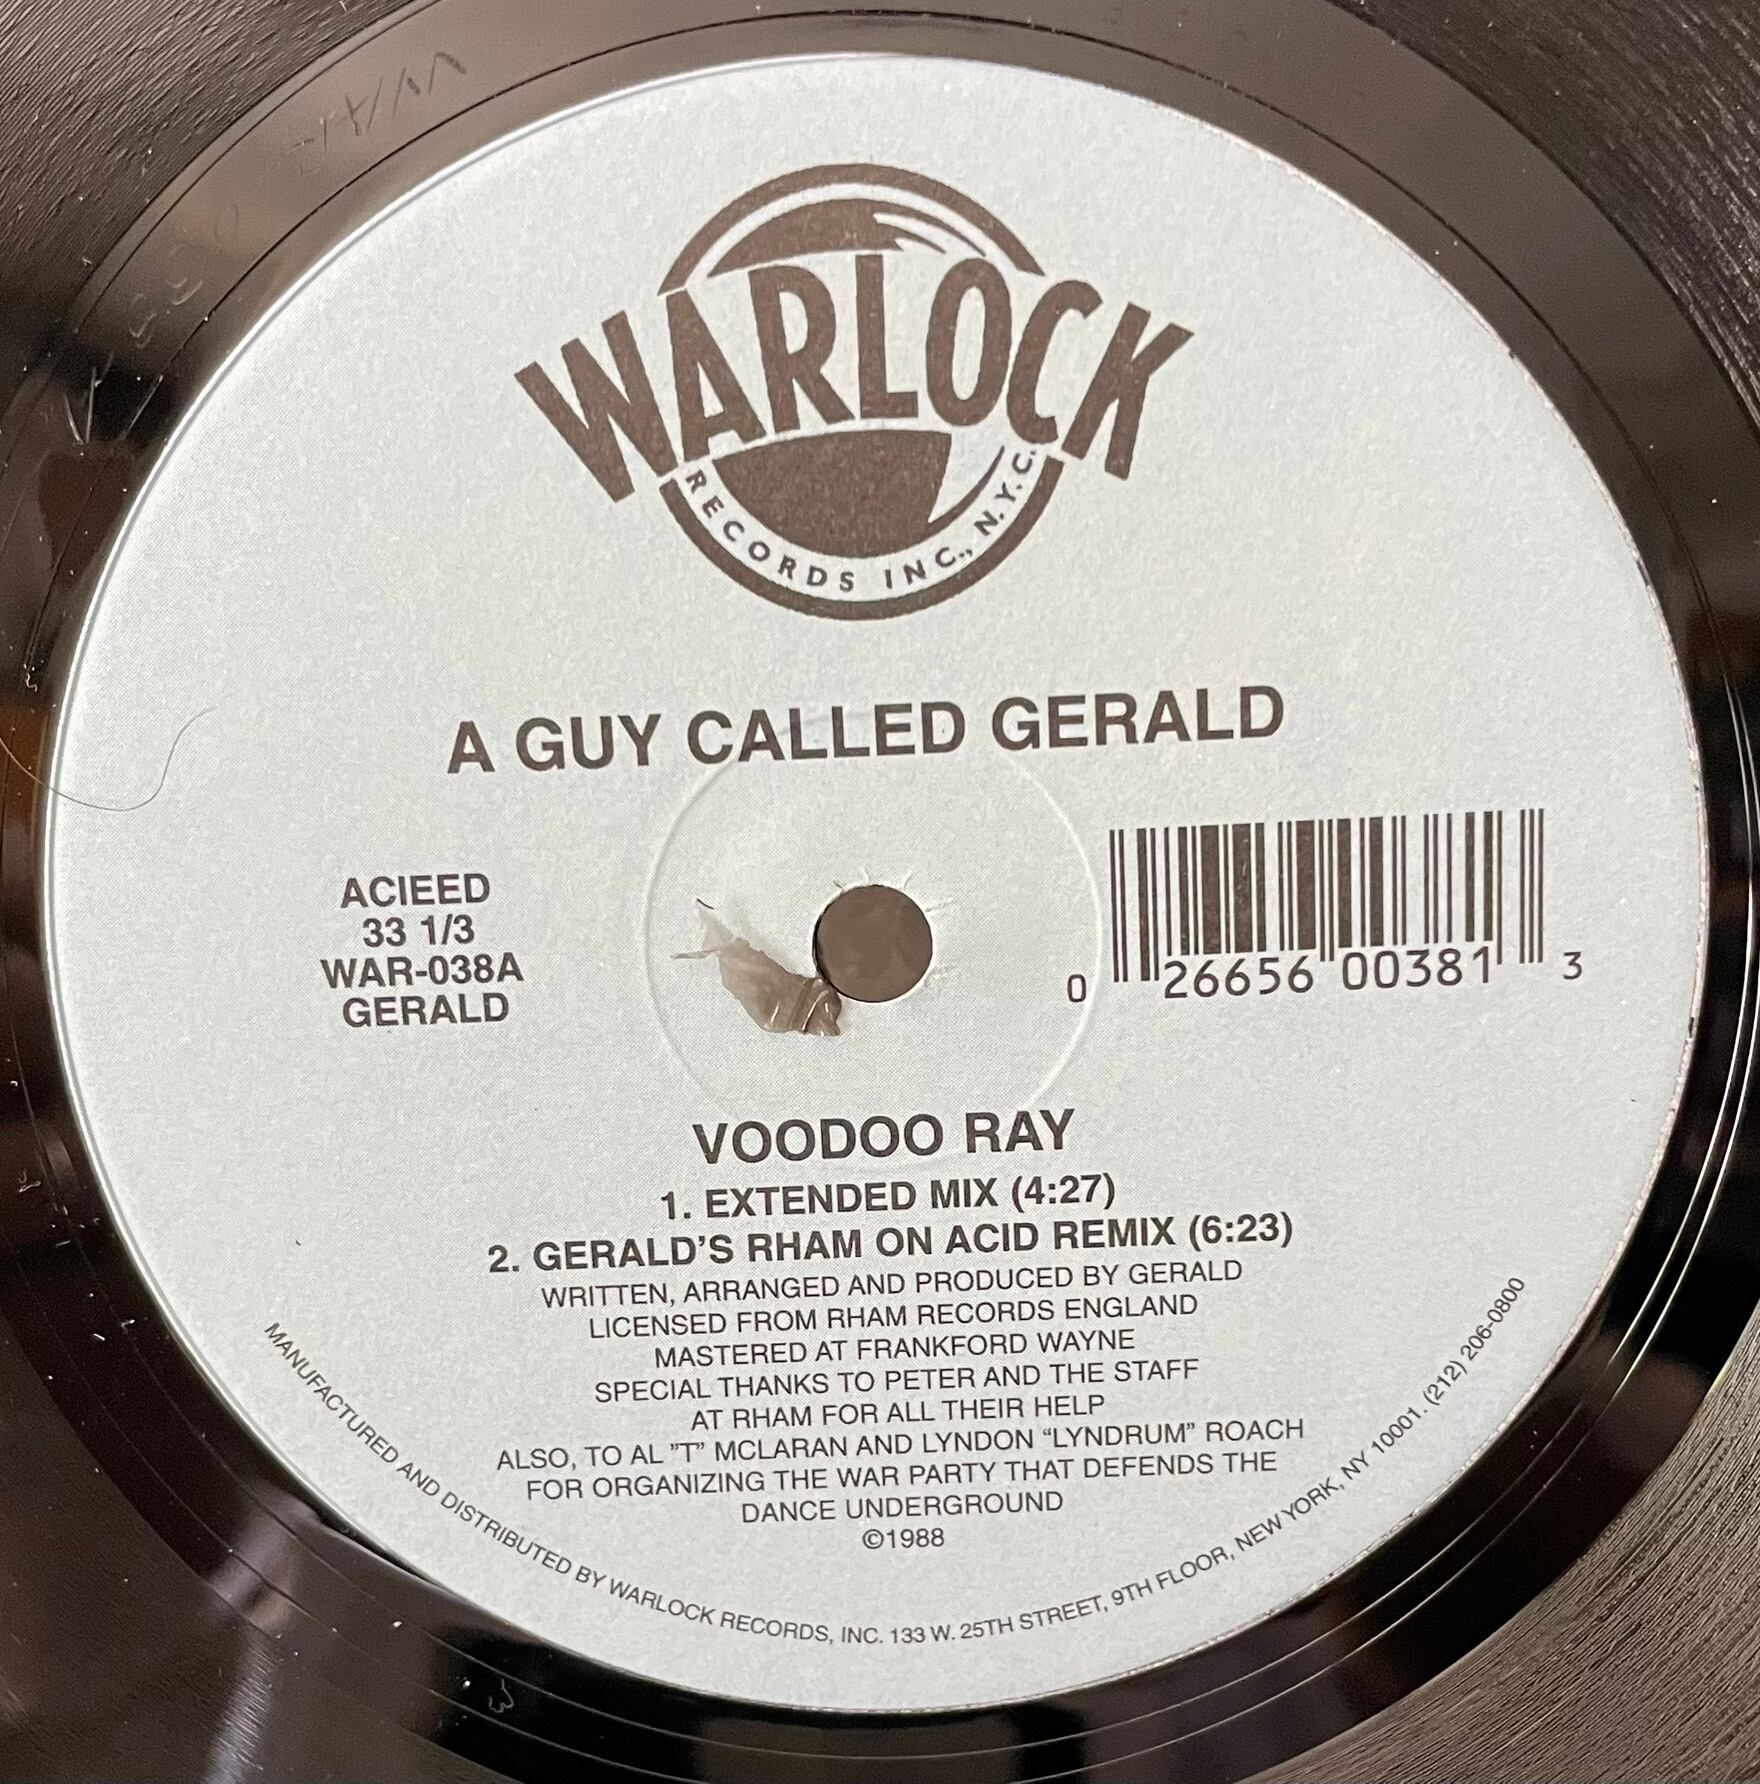 WARLOCK
RECORDS INC., N.Y.C.
A GUY CALLED GERALD
ACIEED
33 1/3
WAR-038A
GERALD
0 26656 00381 3
VOODOO RAY
1. EXTENDED MIX (4:27)
2. GERALD'S RHAM ON ACID REMIX (6:23)
WRITTEN, ARRANGED AND PRODUCED BY GERALD
LICENSED FROM RHAM RECORDS ENGLAND
MASTERED AT FRANKFORD WAYNE
SPECIAL THANKS TO PETER AND THE STAFF
AT RHAM FOR ALL THEIR HELP
ALSO, TO AL "T" MCLARAN AND LYNDON "LYNDRUM" ROACH
FOR ORGANIZING THE WAR PARTY THAT DEFENDS THE
DANCE UNDERGROUND
©1988
MANUFACTURED AND DISTRIBUTED BY WARLOCK RECORDS, INC. 133 W. 25TH STREET, 9TH FLOOR, NEW YORK, NY 10001. (212) 206-0800